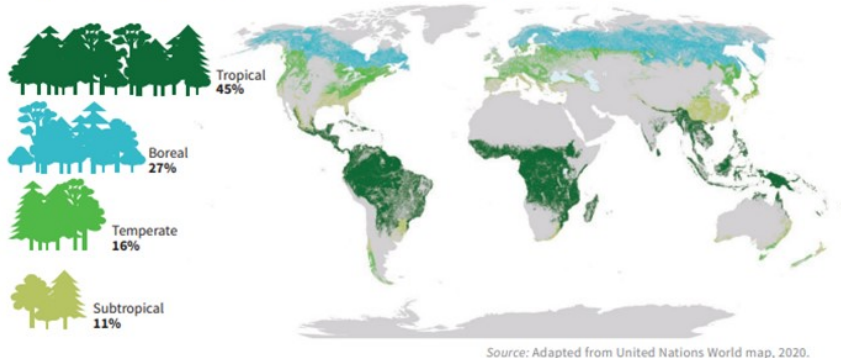 Tropical
45%
Boreal
27%
Temperate
16%
Subtropical
11%
Source: Adapted from United Nations World map, 2020.